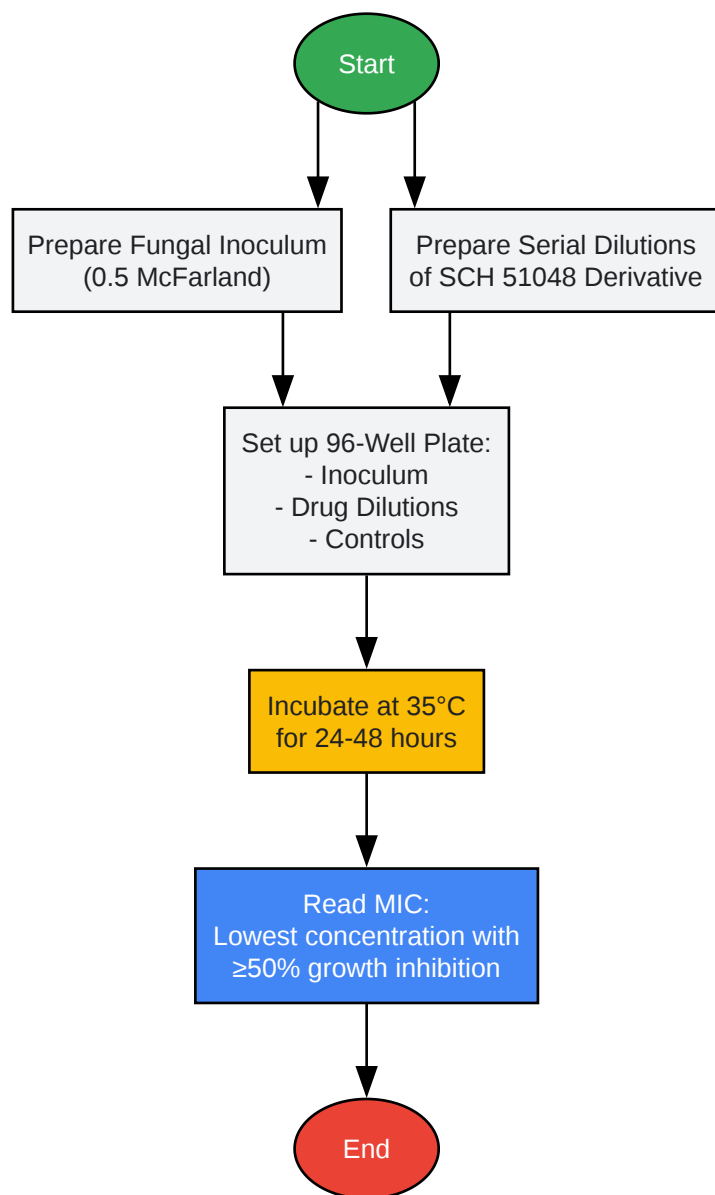 Start
Prepare Fungal Inoculum
(0.5 McFarland)
Prepare Serial Dilutions
of SCH 51048 Derivative
Set up 96-Well Plate:
- Inoculum
- Drug Dilutions
- Controls
Incubate at 35°C
for 24-48 hours
Read MIC:
Lowest concentration with
≥50% growth inhibition
End